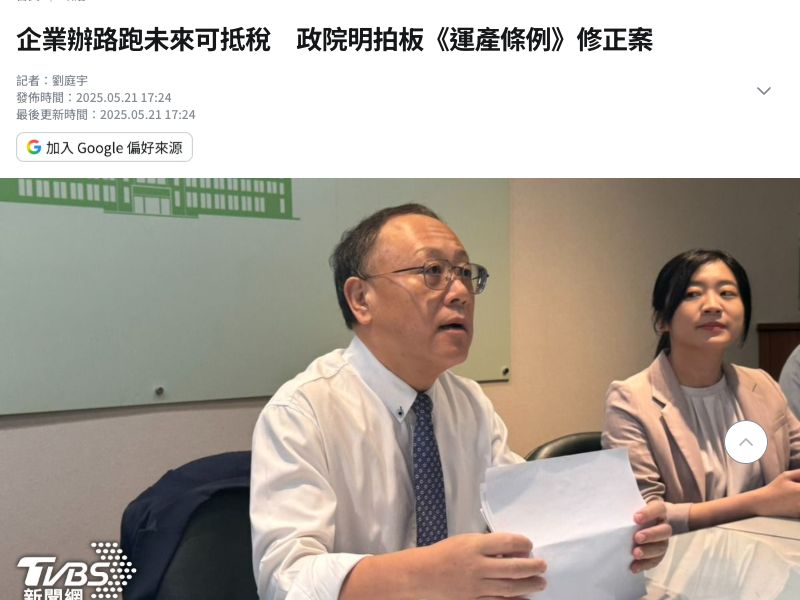 企業辦路跑未來可抵稅　政院明拍板《運產條例》修正案
記者：劉庭宇
發佈時間：2025.05.21 17:24
最後更新時間：2025.05.21 17:24
加入 Google 偏好來源
TVBS
新聞網